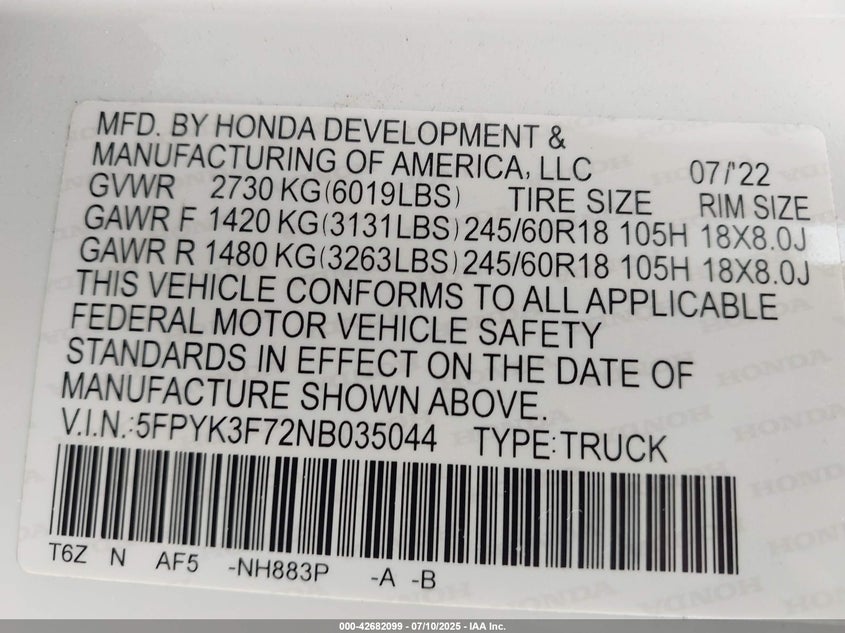 MFD. BY HONDA DEVELOPMENT &
MANUFACTURING OF AMERICA, LLC 07/'22
GVWR 2730 KG(6019LBS) TIRE SIZE RIM SIZE
GAWR F 1420 KG(3131LBS) 245/60R18 105H 18X8.0J
GAWR R 1480 KG(3263LBS) 245/60R18 105H 18X8.0J
THIS VEHICLE CONFORMS TO ALL APPLICABLE
FEDERAL MOTOR VEHICLE SAFETY
STANDARDS IN EFFECT ON THE DATE OF
MANUFACTURE SHOWN ABOVE.
V.I.N.:5FPYK3F72NB035044 TYPE:TRUCK
T6Z N AF5 -NH883P -A -B
000-42682099 - 07/10/2025 - IAA Inc.